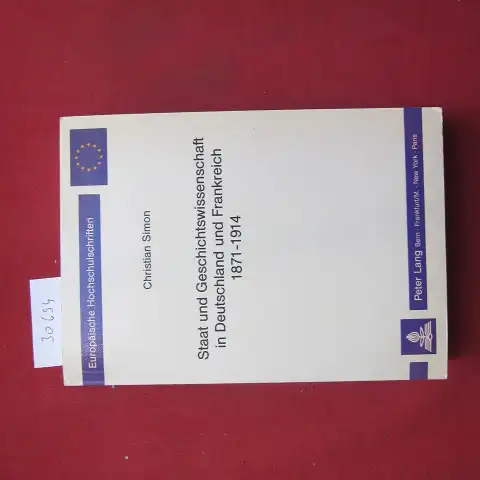 Europäische Hochschulschriften
Christian Simon
Staat und Geschichtswissenschaft
in Deutschland und Frankreich
1871-1914
Peter Lang Bern · Frankfurt/M. · New York · Paris
30694